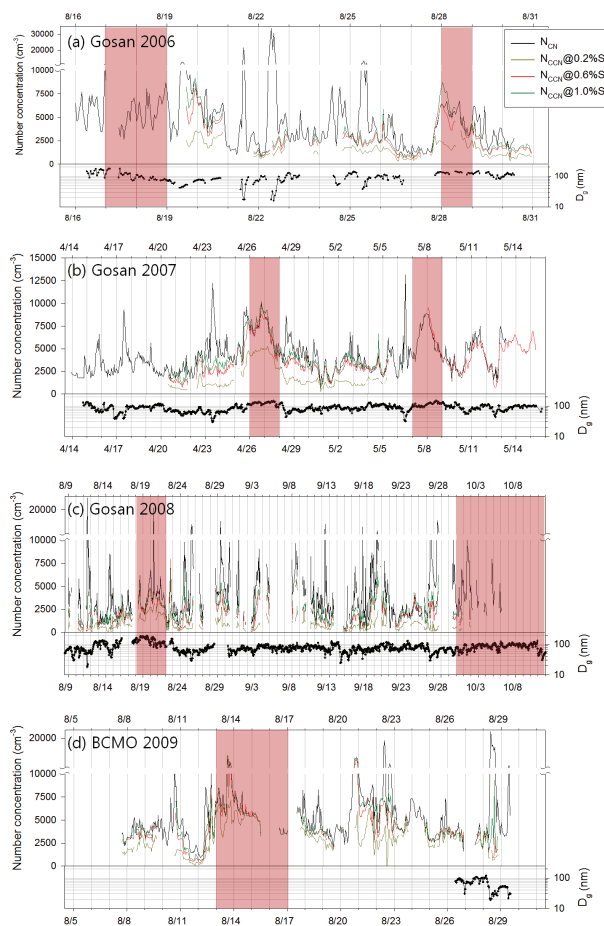 8/16 8/19 8/22 8/25 8/28 8/31
(a) Gosan 2006
N_CN
N_CCN@0.2%S
N_CCN@0.6%S
N_CCN@1.0%S
Number concentration (cm⁻³)
30000
20000
10000
7500
5000
2500
0
100
10
D_g (nm)
8/16 8/19 8/22 8/25 8/28 8/31
4/14 4/17 4/20 4/23 4/26 4/29 5/2 5/5 5/8 5/11 5/14
(b) Gosan 2007
Number concentration (cm⁻³)
15000
12500
10000
7500
5000
2500
0
100
10
D_g (nm)
4/14 4/17 4/20 4/23 4/26 4/29 5/2 5/5 5/8 5/11 5/14
8/9 8/14 8/19 8/24 8/29 9/3 9/8 9/13 9/18 9/23 9/28 10/3 10/8
(c) Gosan 2008
Number concentration (cm⁻³)
20000
10000
7500
5000
2500
0
100
10
D_g (nm)
8/9 8/14 8/19 8/24 8/29 9/3 9/8 9/13 9/18 9/23 9/28 10/3 10/8
8/5 8/8 8/11 8/14 8/17 8/20 8/23 8/26 8/29
(d) BCMO 2009
Number concentration (cm⁻³)
20000
10000
7500
5000
2500
0
100
10
D_g (nm)
8/5 8/8 8/11 8/14 8/17 8/20 8/23 8/26 8/29